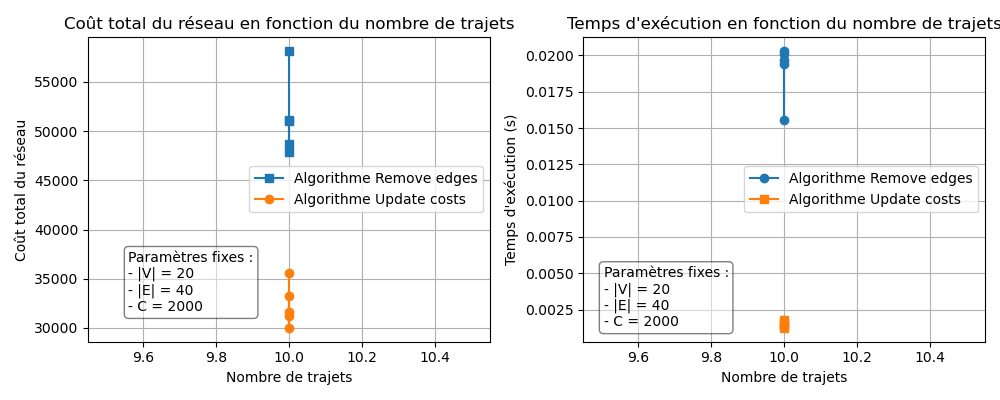 Coût total du réseau en fonction du nombre de trajets
55000
50000
45000
40000
35000
30000
Coût total du réseau
Algorithme Remove edges
Algorithme Update costs
Paramètres fixes :
- |V| = 20
- |E| = 40
- C = 2000
9.6 9.8 10.0 10.2 10.4
Nombre de trajets
Temps d'exécution en fonction du nombre de trajets
0.0200
0.0175
0.0150
0.0125
0.0100
0.0075
0.0050
0.0025
Temps d'exécution (s)
Algorithme Remove edges
Algorithme Update costs
Paramètres fixes :
- |V| = 20
- |E| = 40
- C = 2000
9.6 9.8 10.0 10.2 10.4
Nombre de trajets